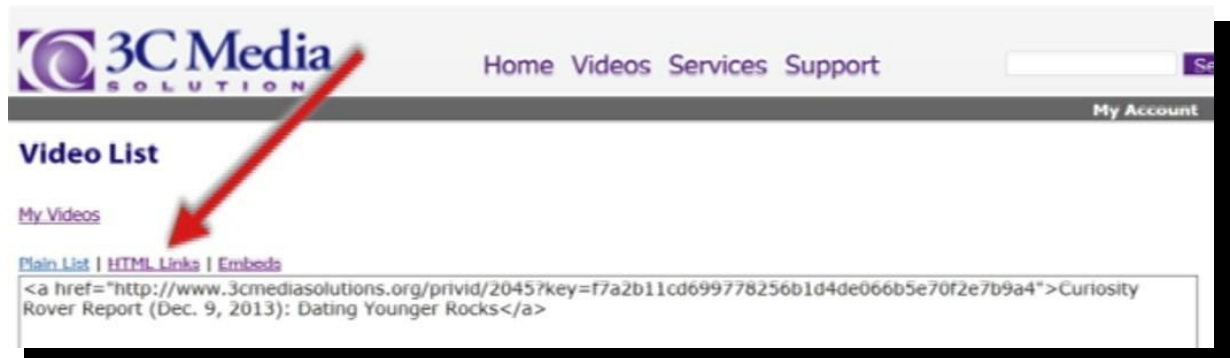 3C Media
SOLUTION
Home Videos Services Support
Se
My Account
Video List
My Videos
Plain List | HTML Links | Embeds
<a href="http://www.3cmediasolutions.org/privid/2045?key=f7a2b11cd699778256b1d4de066b5e70f2e7b9a4">Curiosity
Rover Report (Dec. 9, 2013): Dating Younger Rocks</a>